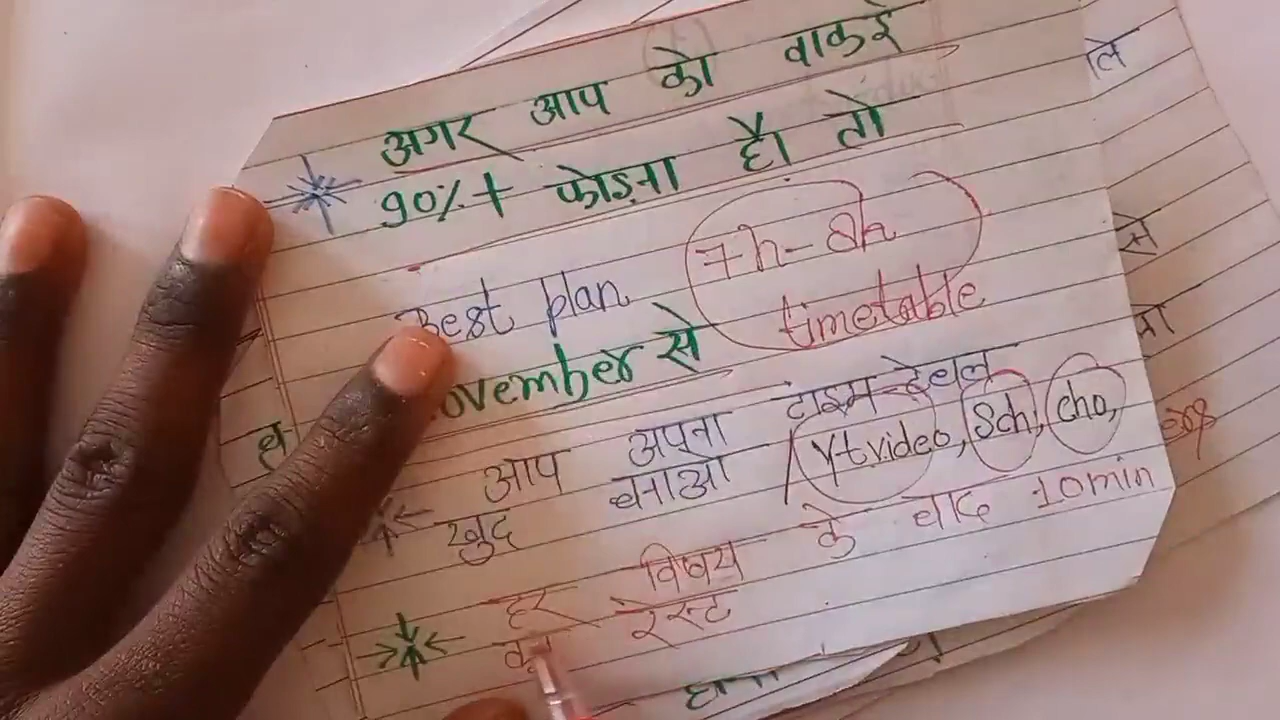 अगर आप को वाकई
90%+ फोड़ना है। तो
Best plan 7h-8h
timetable
November से
आप अपना टाइम-टेबल
खुद बनाओ / Y-t video, Sch, cho,
हर विषय के बाद 10min
का रेस्ट
ले
से